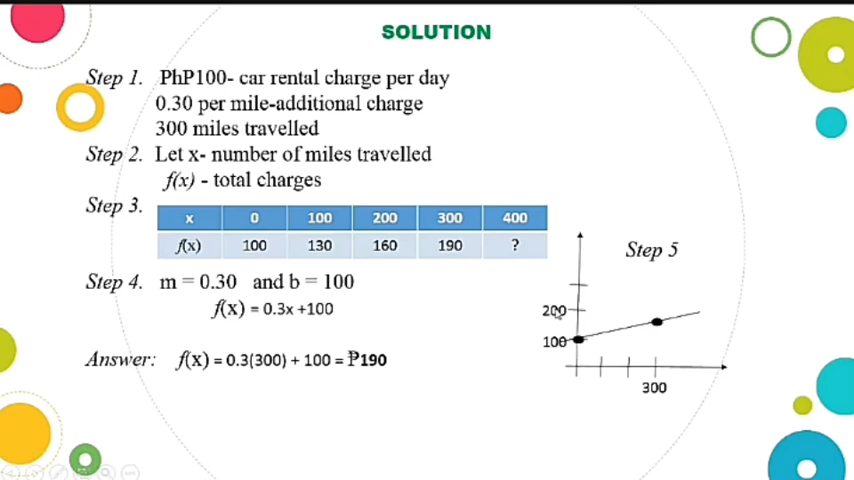 SOLUTION
Step 1. PhP100- car rental charge per day
0.30 per mile-additional charge
300 miles travelled
Step 2. Let x- number of miles travelled
f(x) - total charges
Step 3.
x 0 100 200 300 400
f(x) 100 130 160 190 ?
Step 4. m = 0.30 and b = 100
f(x) = 0.3x +100
Answer: f(x) = 0.3(300) + 100 = ₱190
Step 5
200
100
300